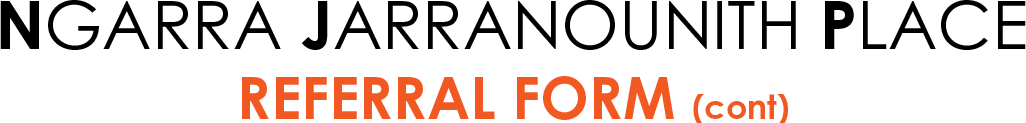 NGARRA JARRANOUNITH PLACE
REFERRAL FORM (cont)